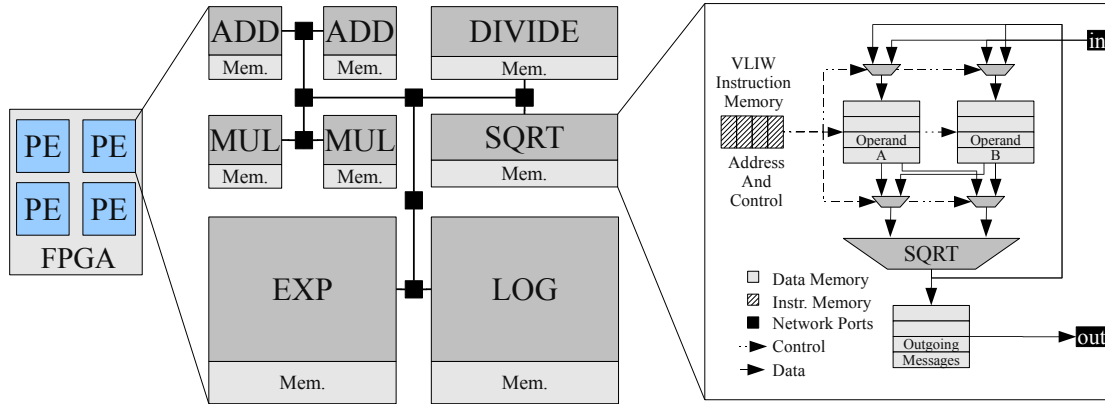 PE PE
PE PE
FPGA
ADD ADD DIVIDE
Mem. Mem. Mem.
MUL MUL SQRT
Mem. Mem. Mem.
EXP LOG
Mem. Mem.
in
VLIW
Instruction
Memory
Address
And
Control
Operand
A
Operand
B
SQRT
Outgoing
Messages
out
Data Memory
Instr. Memory
Network Ports
Control
Data